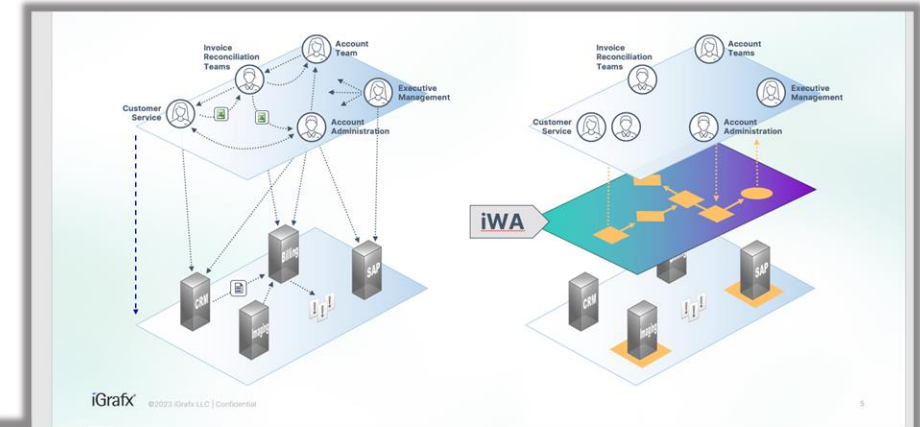 Invoice
Reconciliation
Teams
Account
Team
Executive
Management
Customer
Service
Account
Administration
Billing
SAP
CRM
Imaging
Invoice
Reconciliation
Teams
Account
Teams
Executive
Management
Customer
Service
Account
Administration
iWA
Billing
SAP
CRM
Imaging
iGrafx
©2023 iGrafx LLC | Confidential
5